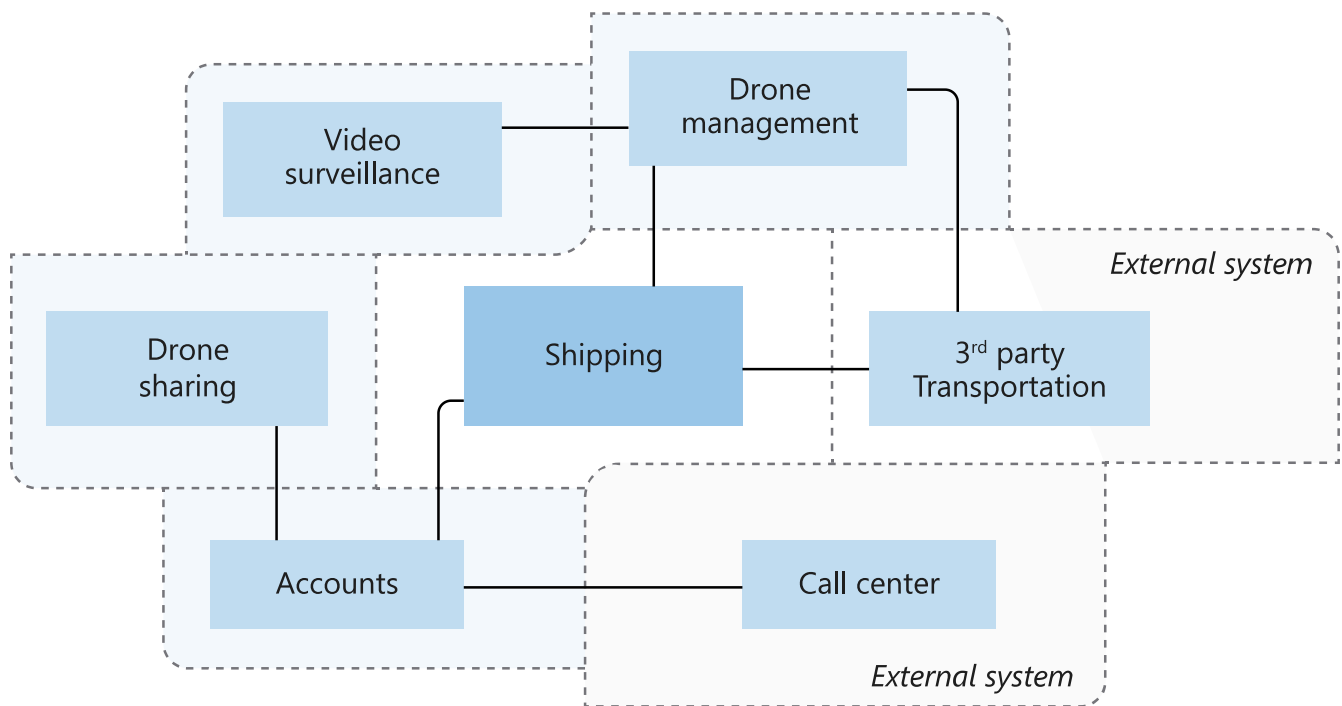 Drone
management
Video
surveillance
External system
Drone
sharing
Shipping
3rd party
Transportation
Accounts
Call center
External system